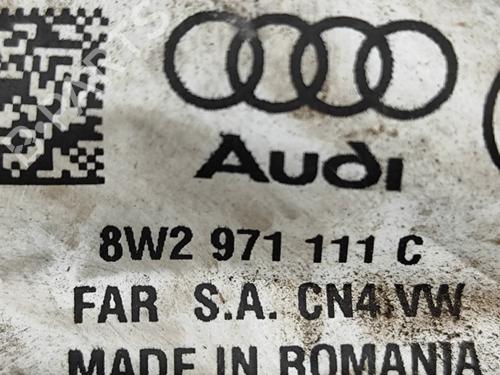 Audi
8W2 971 111 C
FAR S.A. CN4.VW
MADE IN ROMANIA